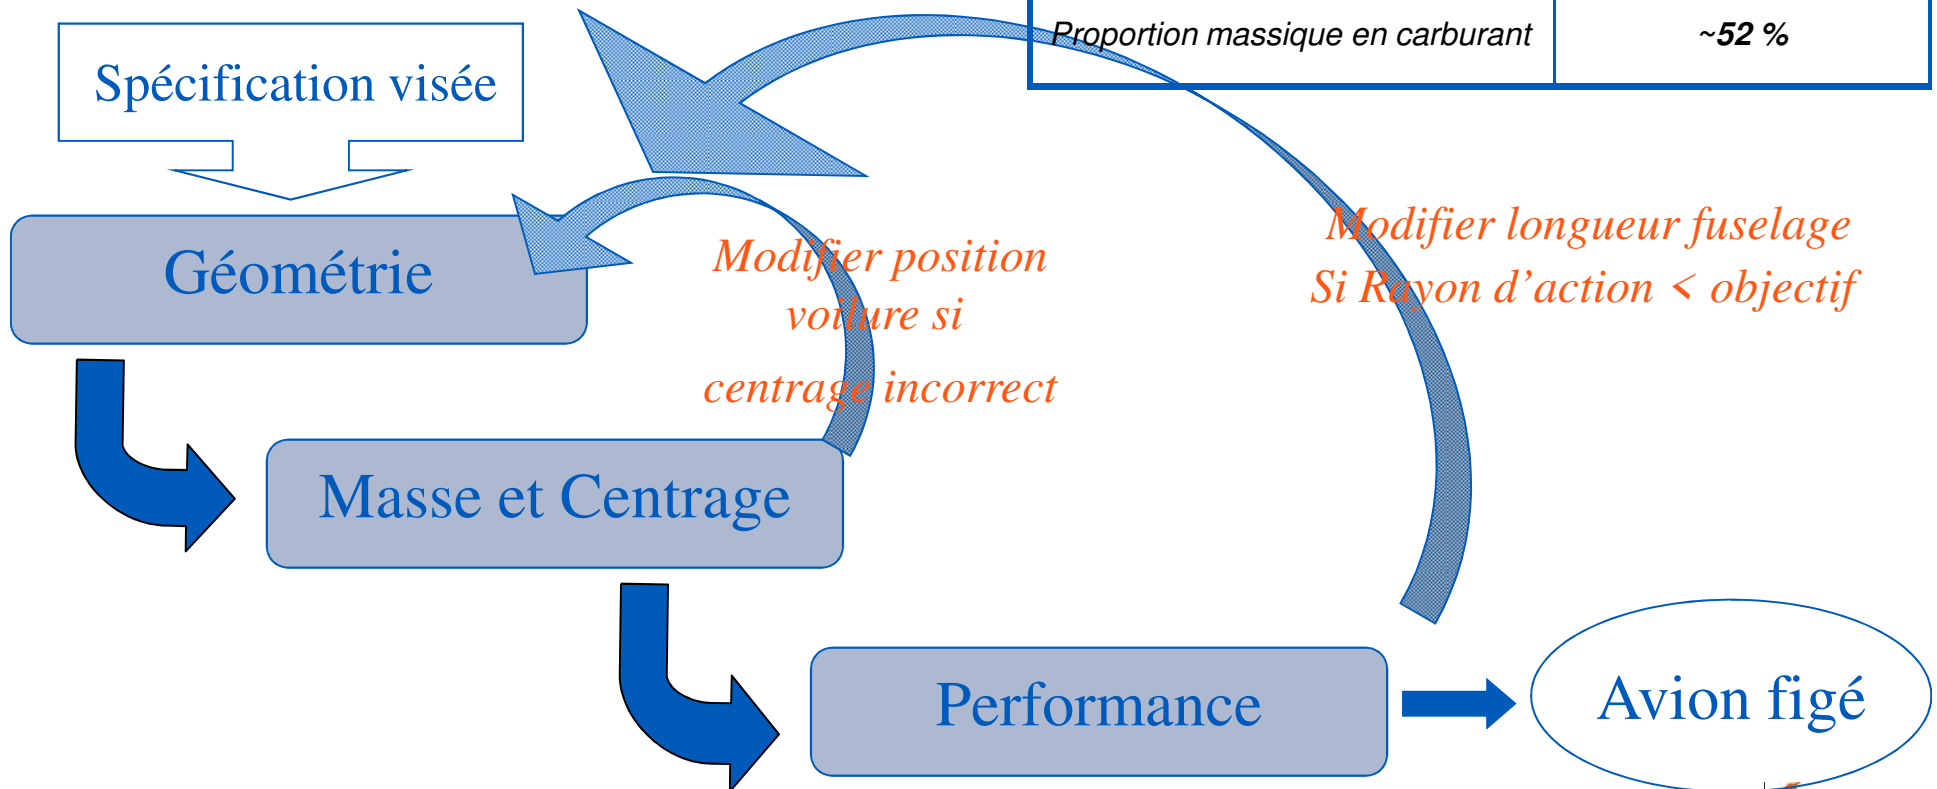 Proportion massique en carburant ~52 %
Spécification visée
Géométrie
Modifier position
voilure si
centrage incorrect
Modifier longueur fuselage
Si Rayon d’action < objectif
Masse et Centrage
Performance
Avion figé